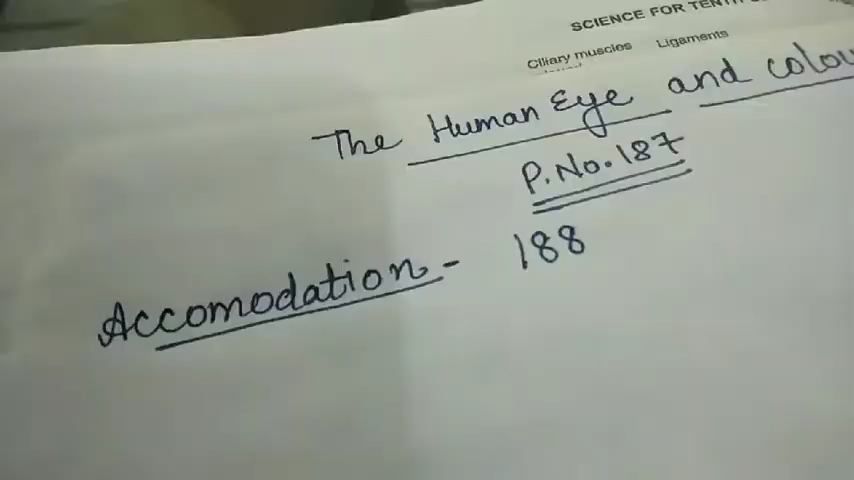 SCIENCE FOR TENTH
Ciliary muscles Ligaments
The Human Eye and colou
P.No.187
Accomodation - 188